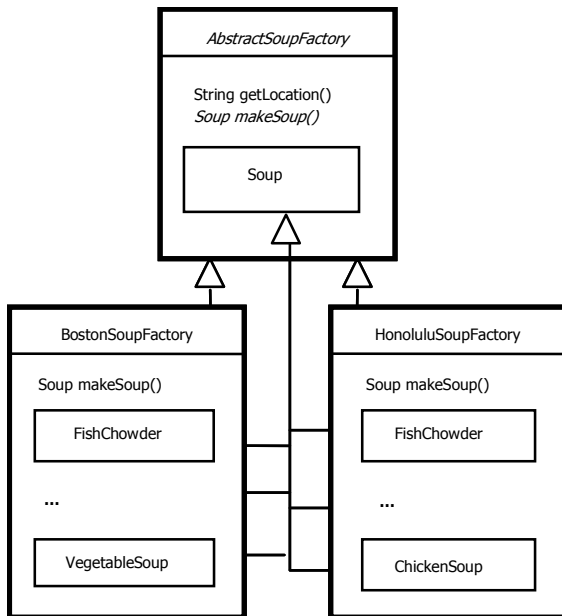 AbstractSoupFactory
String getLocation()
Soup makeSoup()
Soup
BostonSoupFactory
Soup makeSoup()
FishChowder
...
VegetableSoup
HonoluluSoupFactory
Soup makeSoup()
FishChowder
...
ChickenSoup